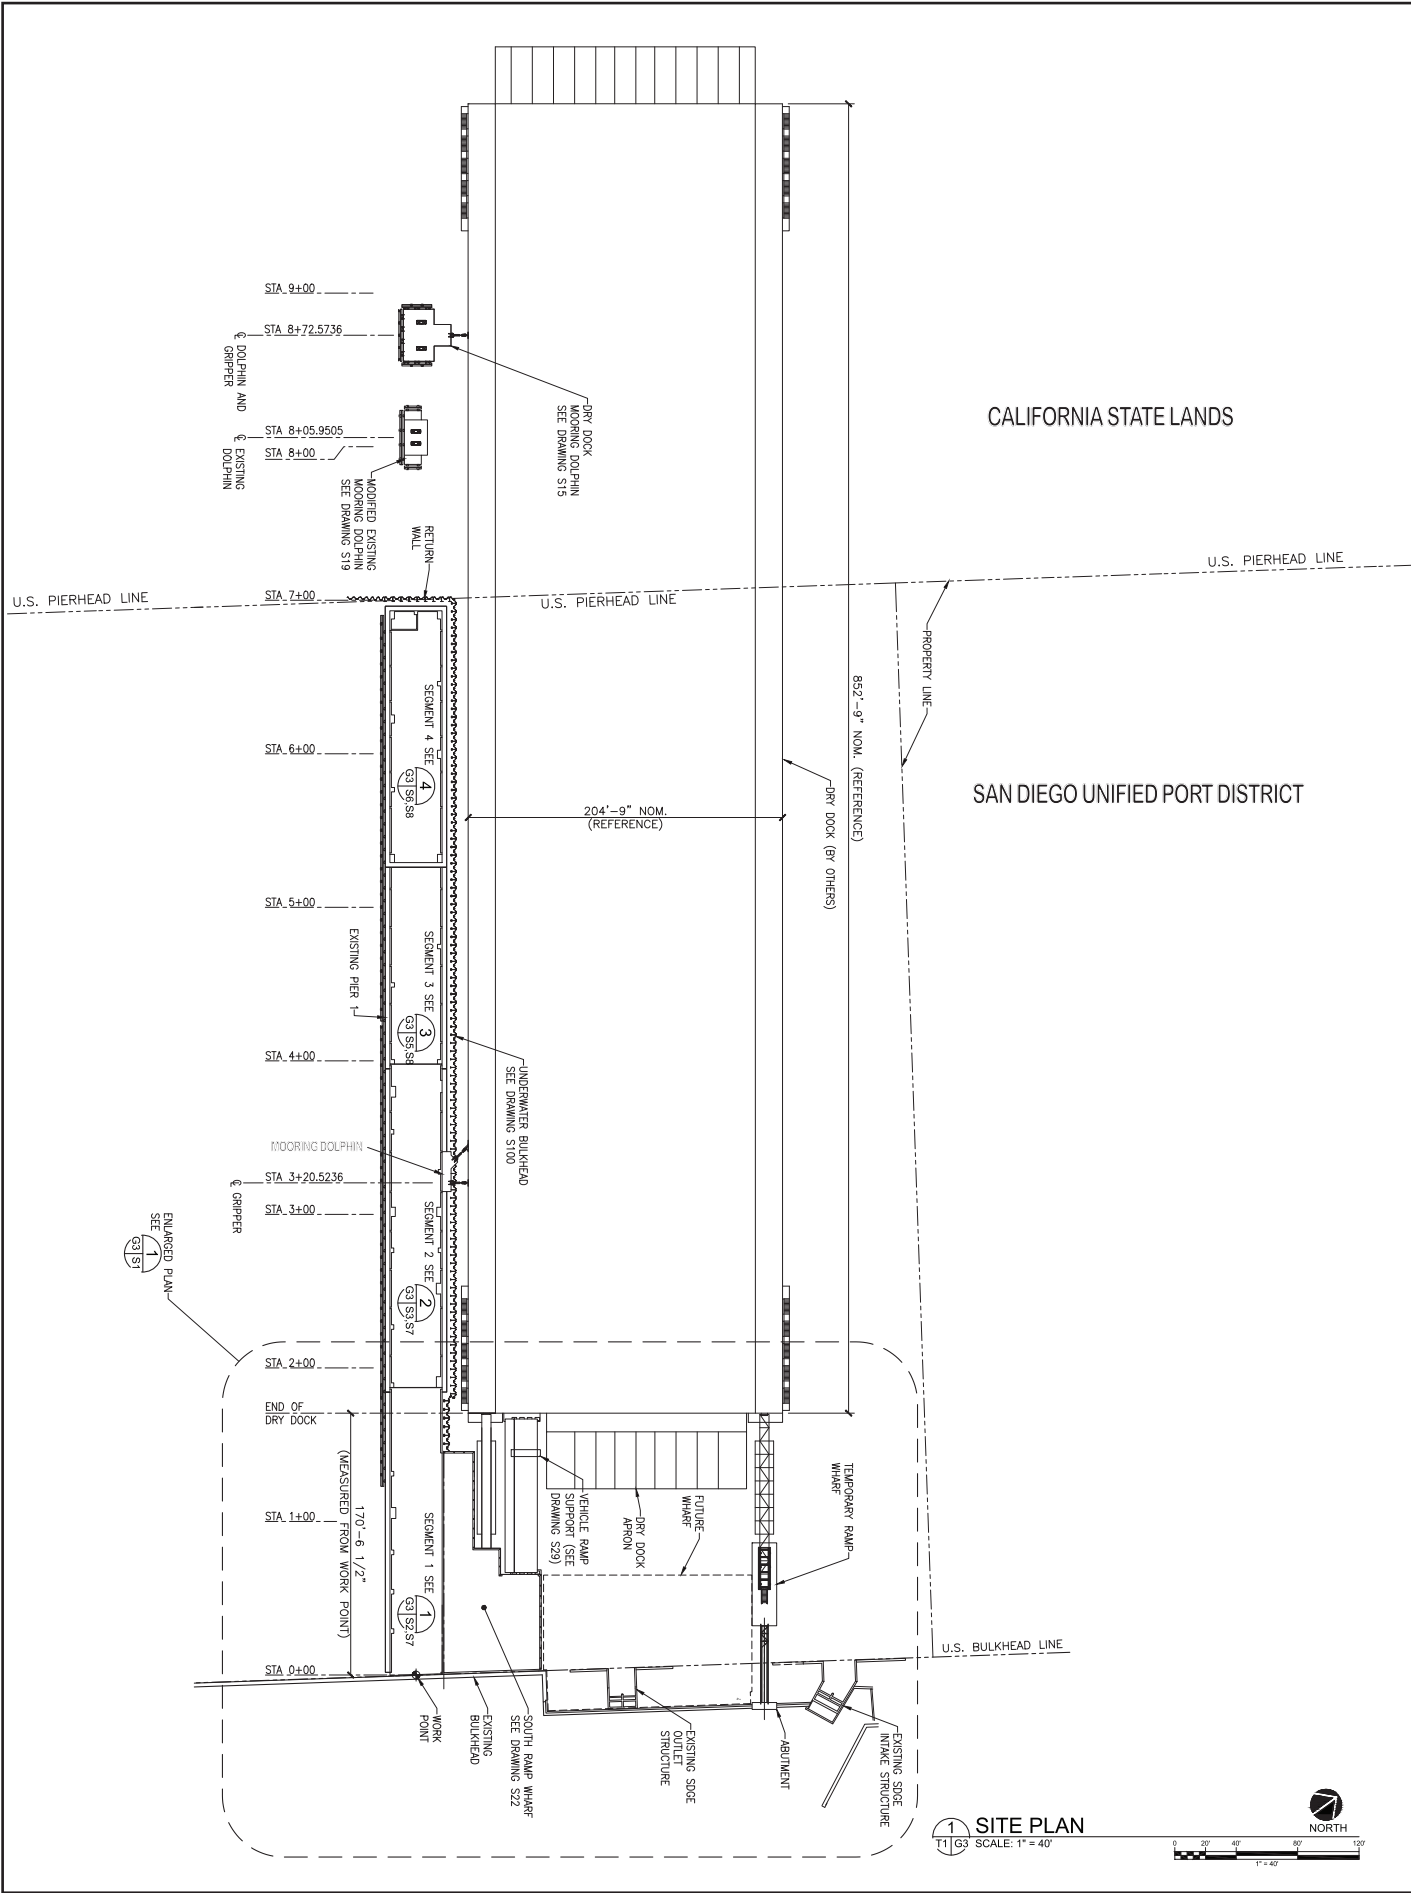 STA 9+00
STA 8+72.5736
℄ DOLPHIN AND
GRIPPER
DRY DOCK
MOORING DOLPHIN
SEE DRAWING S15
CALIFORNIA STATE LANDS
STA 8+05.9505
STA 8+00
℄ EXISTING
DOLPHIN
MODIFIED EXISTING
MOORING DOLPHIN
SEE DRAWING S19
RETURN
WALL
U.S. PIERHEAD LINE
STA 7+00
U.S. PIERHEAD LINE
U.S. PIERHEAD LINE
PROPERTY LINE
852'-9" NOM. (REFERENCE)
SEGMENT 4 SEE
4
G3 S6,S8
STA 6+00
204'-9" NOM.
(REFERENCE)
DRY DOCK (BY OTHERS)
SAN DIEGO UNIFIED PORT DISTRICT
STA 5+00
EXISTING PIER 1
SEGMENT 3 SEE
3
G3 S5,S8
STA 4+00
UNDERWATER BULKHEAD
SEE DRAWING S100
MOORING DOLPHIN
STA 3+20.5236
℄ GRIPPER
STA 3+00
SEGMENT 2 SEE
2
G3 S3,S7
ENLARGED PLAN
SEE
1
G3 S1
STA 2+00
END OF
DRY DOCK
170'-6 1/2"
(MEASURED FROM WORK POINT)
STA 1+00
SEGMENT 1 SEE
1
G3 S2,S7
VEHICLE RAMP
SUPPORT (SEE
DRAWING S29)
DRY DOCK
APRON
FUTURE
WHARF
TEMPORARY RAMP
WHARF
STA 0+00
U.S. BULKHEAD LINE
WORK
POINT
EXISTING
BULKHEAD
SOUTH RAMP WHARF
SEE DRAWING S22
EXISTING SDGE
OUTLET
STRUCTURE
ABUTMENT
EXISTING SDGE
INTAKE STRUCTURE
1
T1 G3
SITE PLAN
SCALE: 1" = 40'
NORTH
0 20' 40' 80' 120'
1" = 40'